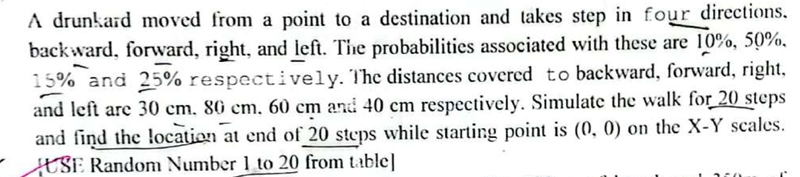 A drunkard moved from a point to a destination and takes step in four directions.
backward, forward, right, and left. The probabilities associated with these are 10%, 50%,
15% and 25% respectively. The distances covered to backward, forward, right,
and left are 30 cm. 80 cm. 60 cm and 40 cm respectively. Simulate the walk for 20 steps
and find the location at end of 20 steps while starting point is (0, 0) on the X-Y scales.
[USE Random Number 1 to 20 from table]